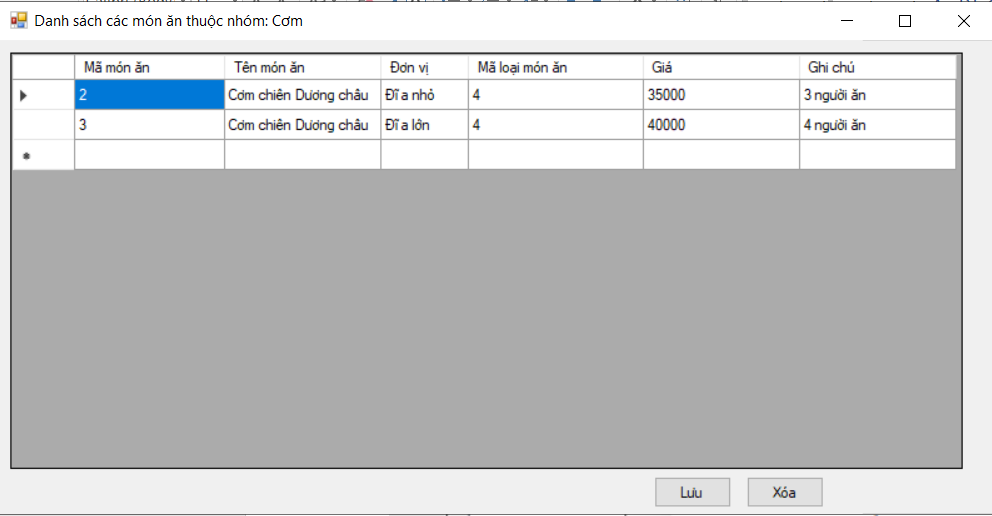 Danh sách các món ăn thuộc nhóm: Cơm
Mã món ăn Tên món ăn Đơn vị Mã loại món ăn Giá Ghi chú
2 Cơm chiên Dương châu Đĩa nhỏ 4 35000 3 người ăn
3 Cơm chiên Dương châu Đĩa lớn 4 40000 4 người ăn
Lưu Xóa